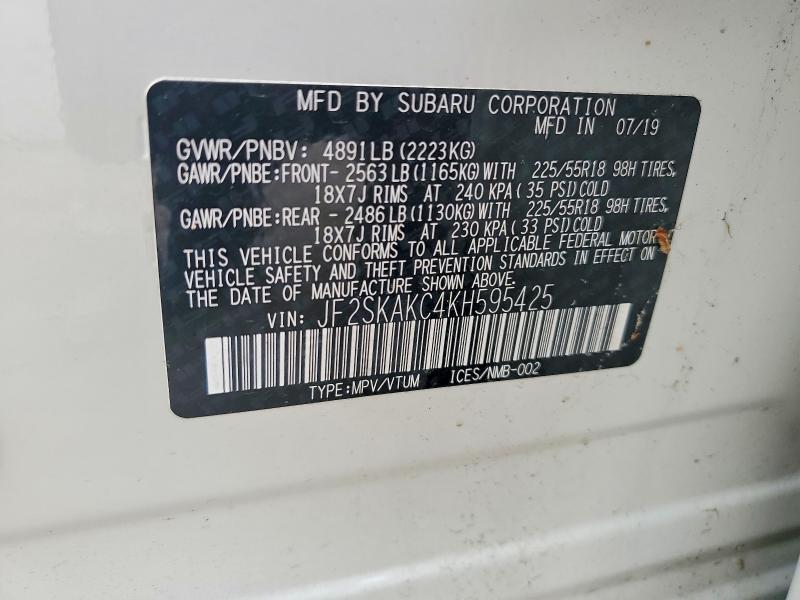 MFD BY SUBARU CORPORATION
MFD IN 07/19
GVWR/PNBV: 4891LB(2223KG)
GAWR/PNBE:FRONT- 2563LB(1165KG)WITH 225/55R18 98H TIRES,
18X7J RIMS AT 240 KPA( 35 PSI)COLD
GAWR/PNBE:REAR - 2486LB(1130KG)WITH 225/55R18 98H TIRES,
18X7J RIMS AT 230 KPA( 33 PSI)COLD
THIS VEHICLE CONFORMS TO ALL APPLICABLE FEDERAL MOTOR
VEHICLE SAFETY AND THEFT PREVENTION STANDARDS IN EFFECT ON
THE DATE OF MANUFACTURE SHOWN ABOVE.
VIN: JF2SKAKC4KH595425
TYPE:MPV/VTUM ICES/NMB-002